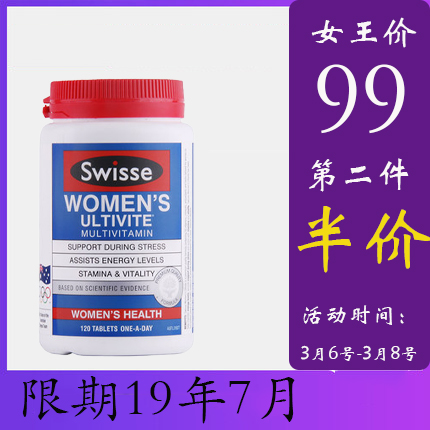 女王价
99
第二件
半价
活动时间：
3月6号-3月8号
Swisse
WOMEN'S
ULTIVITE
MULTIVITAMIN
SUPPORT DURING STRESS
ASSISTS ENERGY LEVELS
STAMINA & VITALITY
BASED ON SCIENTIFIC EVIDENCE
WOMEN'S HEALTH
120 TABLETS ONE-A-DAY
限期19年7月